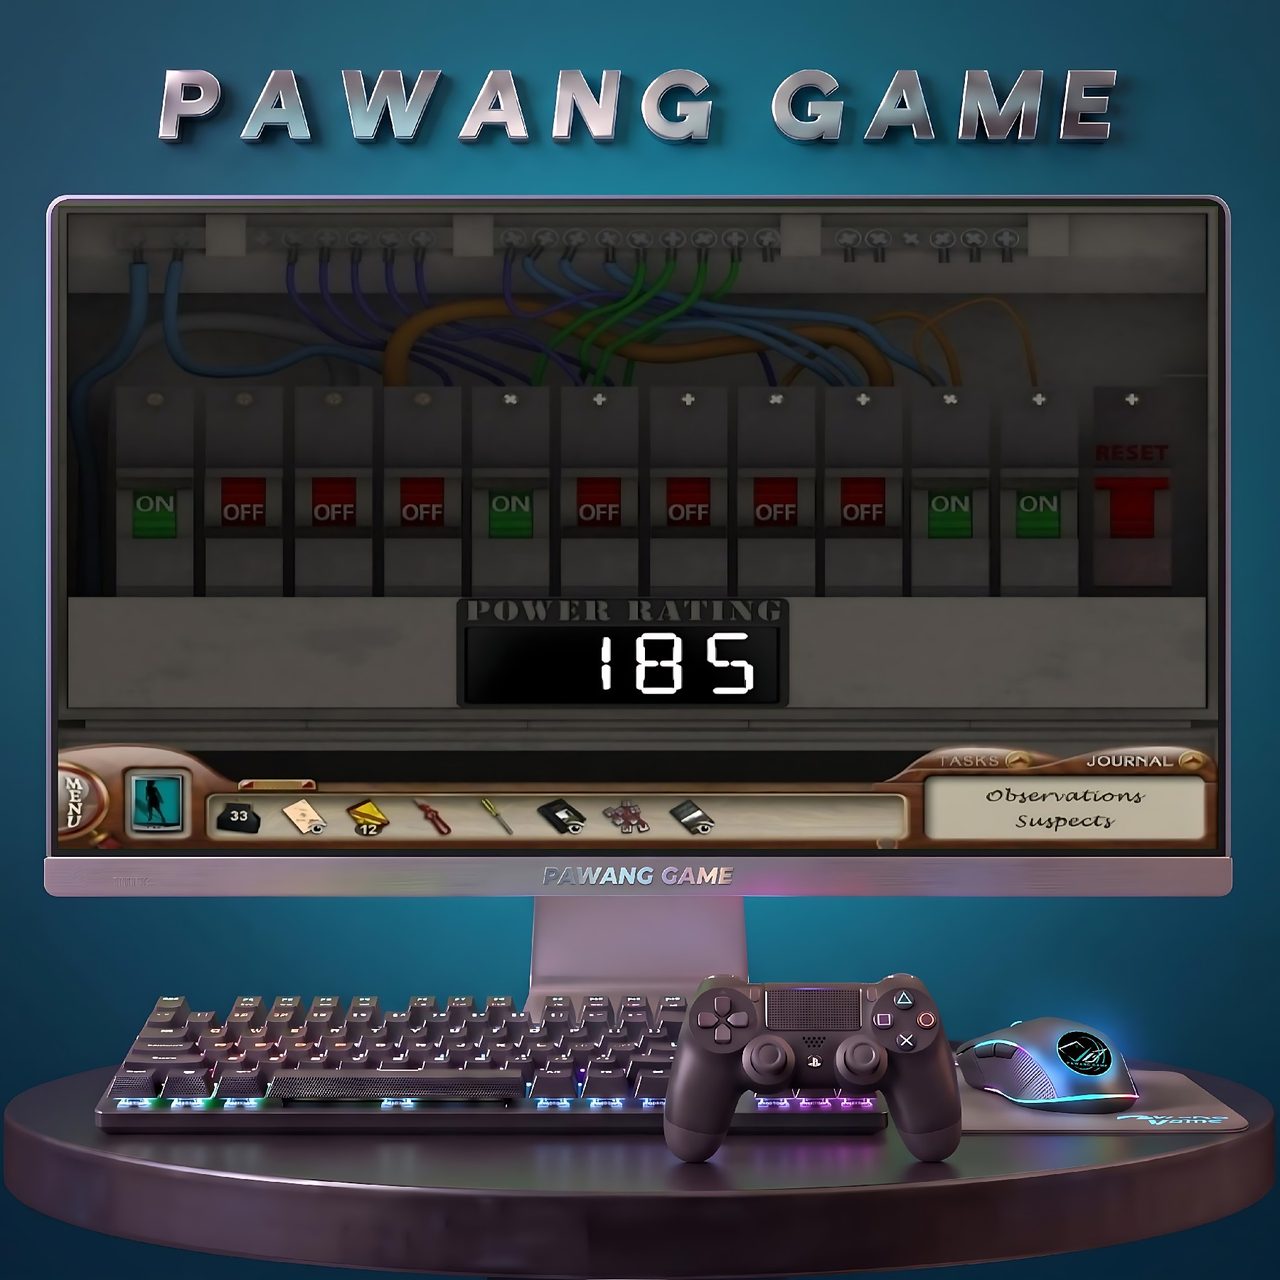 PAWANG GAME
RESET
ON OFF OFF OFF ON OFF OFF OFF OFF ON ON
POWER RATING
185
MENU
TASKS
JOURNAL
33
12
Observations
Suspects
PAWANG GAME